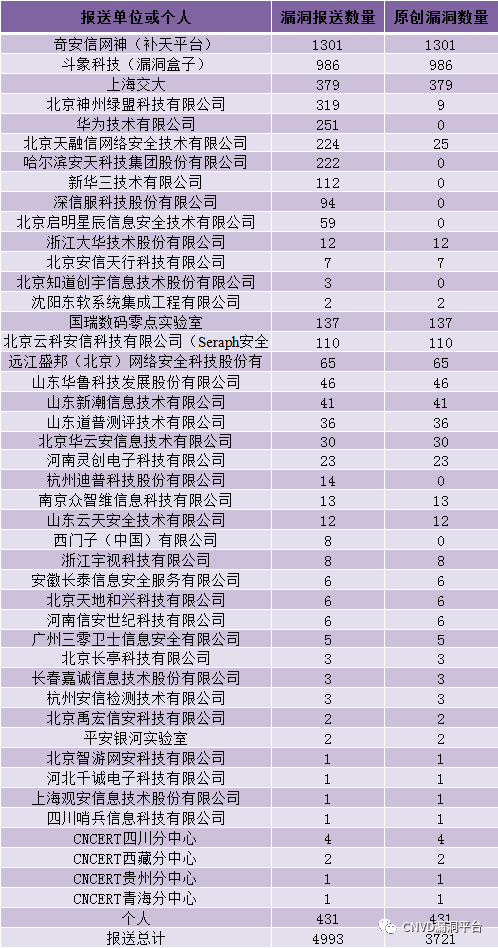 报送单位或个人 漏洞报送数量 原创漏洞数量
奇安信网神（补天平台） 1301 1301
斗象科技（漏洞盒子） 986 986
上海交大 379 379
北京神州绿盟科技有限公司 319 9
华为技术有限公司 251 0
北京天融信网络安全技术有限公司 224 25
哈尔滨安天科技集团股份有限公司 222 0
新华三技术有限公司 112 0
深信服科技股份有限公司 94 0
北京启明星辰信息安全技术有限公司 59 0
浙江大华技术股份有限公司 12 12
北京安信天行科技有限公司 7 7
北京知道创宇信息技术股份有限公司 3 0
沈阳东软系统集成工程有限公司 2 2
国瑞数码零点实验室 137 137
北京云科安信科技有限公司（Seraph安全 110 110
远江盛邦（北京）网络安全科技股份有 65 65
山东华鲁科技发展股份有限公司 46 46
山东新潮信息技术有限公司 41 41
山东道普测评技术有限公司 36 36
北京华云安信息技术有限公司 30 30
河南灵创电子科技有限公司 23 23
杭州迪普科技股份有限公司 14 0
南京众智维信息科技有限公司 13 13
山东云天安全技术有限公司 12 12
西门子（中国）有限公司 8 0
浙江宇视科技有限公司 8 8
安徽长泰信息安全服务有限公司 6 6
北京天地和兴科技有限公司 6 6
河南信安世纪科技有限公司 6 6
广州三零卫士信息安全有限公司 5 5
北京长亭科技有限公司 3 3
长春嘉诚信息技术股份有限公司 3 3
杭州安信检测技术有限公司 3 3
北京禹宏信安科技有限公司 2 2
平安银河实验室 2 2
北京智游网安科技有限公司 1 1
河北千诚电子科技有限公司 1 1
上海观安信息技术股份有限公司 1 1
四川哨兵信息科技有限公司 1 1
CNCERT四川分中心 4 4
CNCERT西藏分中心 2 2
CNCERT贵州分中心 1 1
CNCERT青海分中心 1 1
个人 431 431
报送总计 4993 3721
CNVD漏洞平台